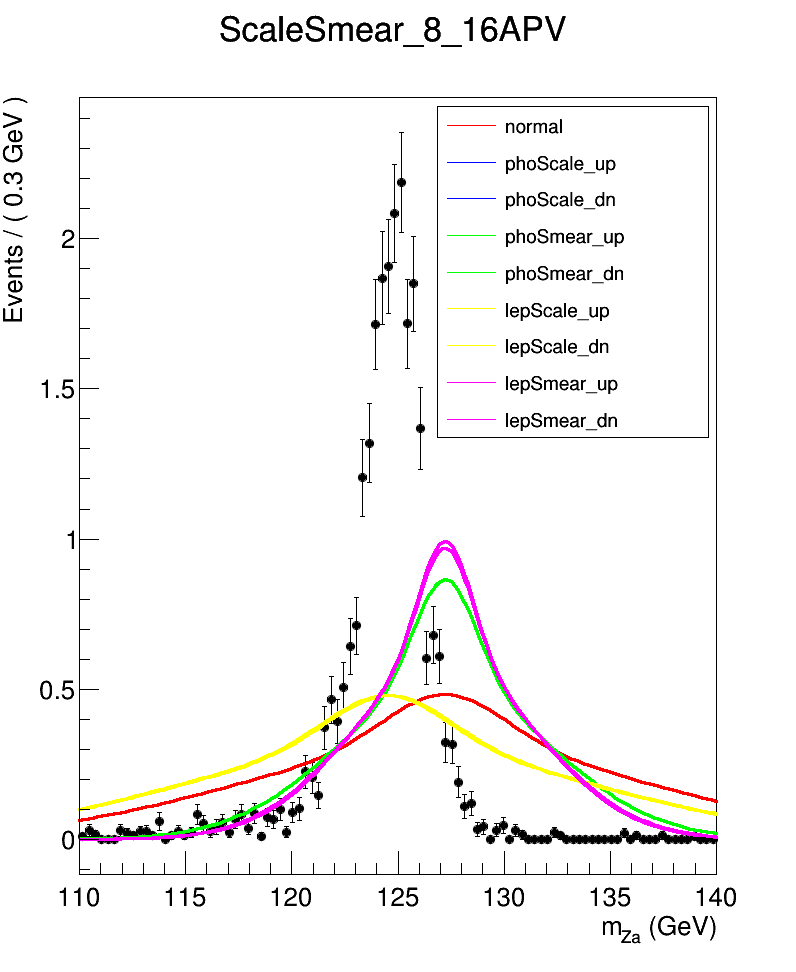 ScaleSmear_8_16APV
Events / ( 0.3 GeV )
normal
phoScale_up
phoScale_dn
phoSmear_up
phoSmear_dn
lepScale_up
lepScale_dn
lepSmear_up
lepSmear_dn
2
1.5
1
0.5
0
110 115 120 125 130 135 140
m_Za (GeV)